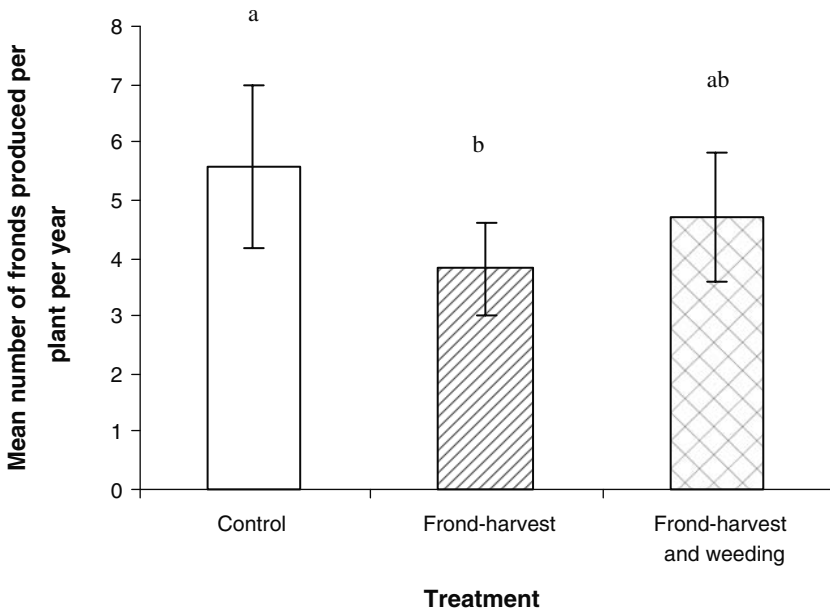 Mean number of fronds produced per
plant per year
8
7
6
5
4
3
2
1
0
a
b
ab
Control
Frond-harvest
Frond-harvest
and weeding
Treatment